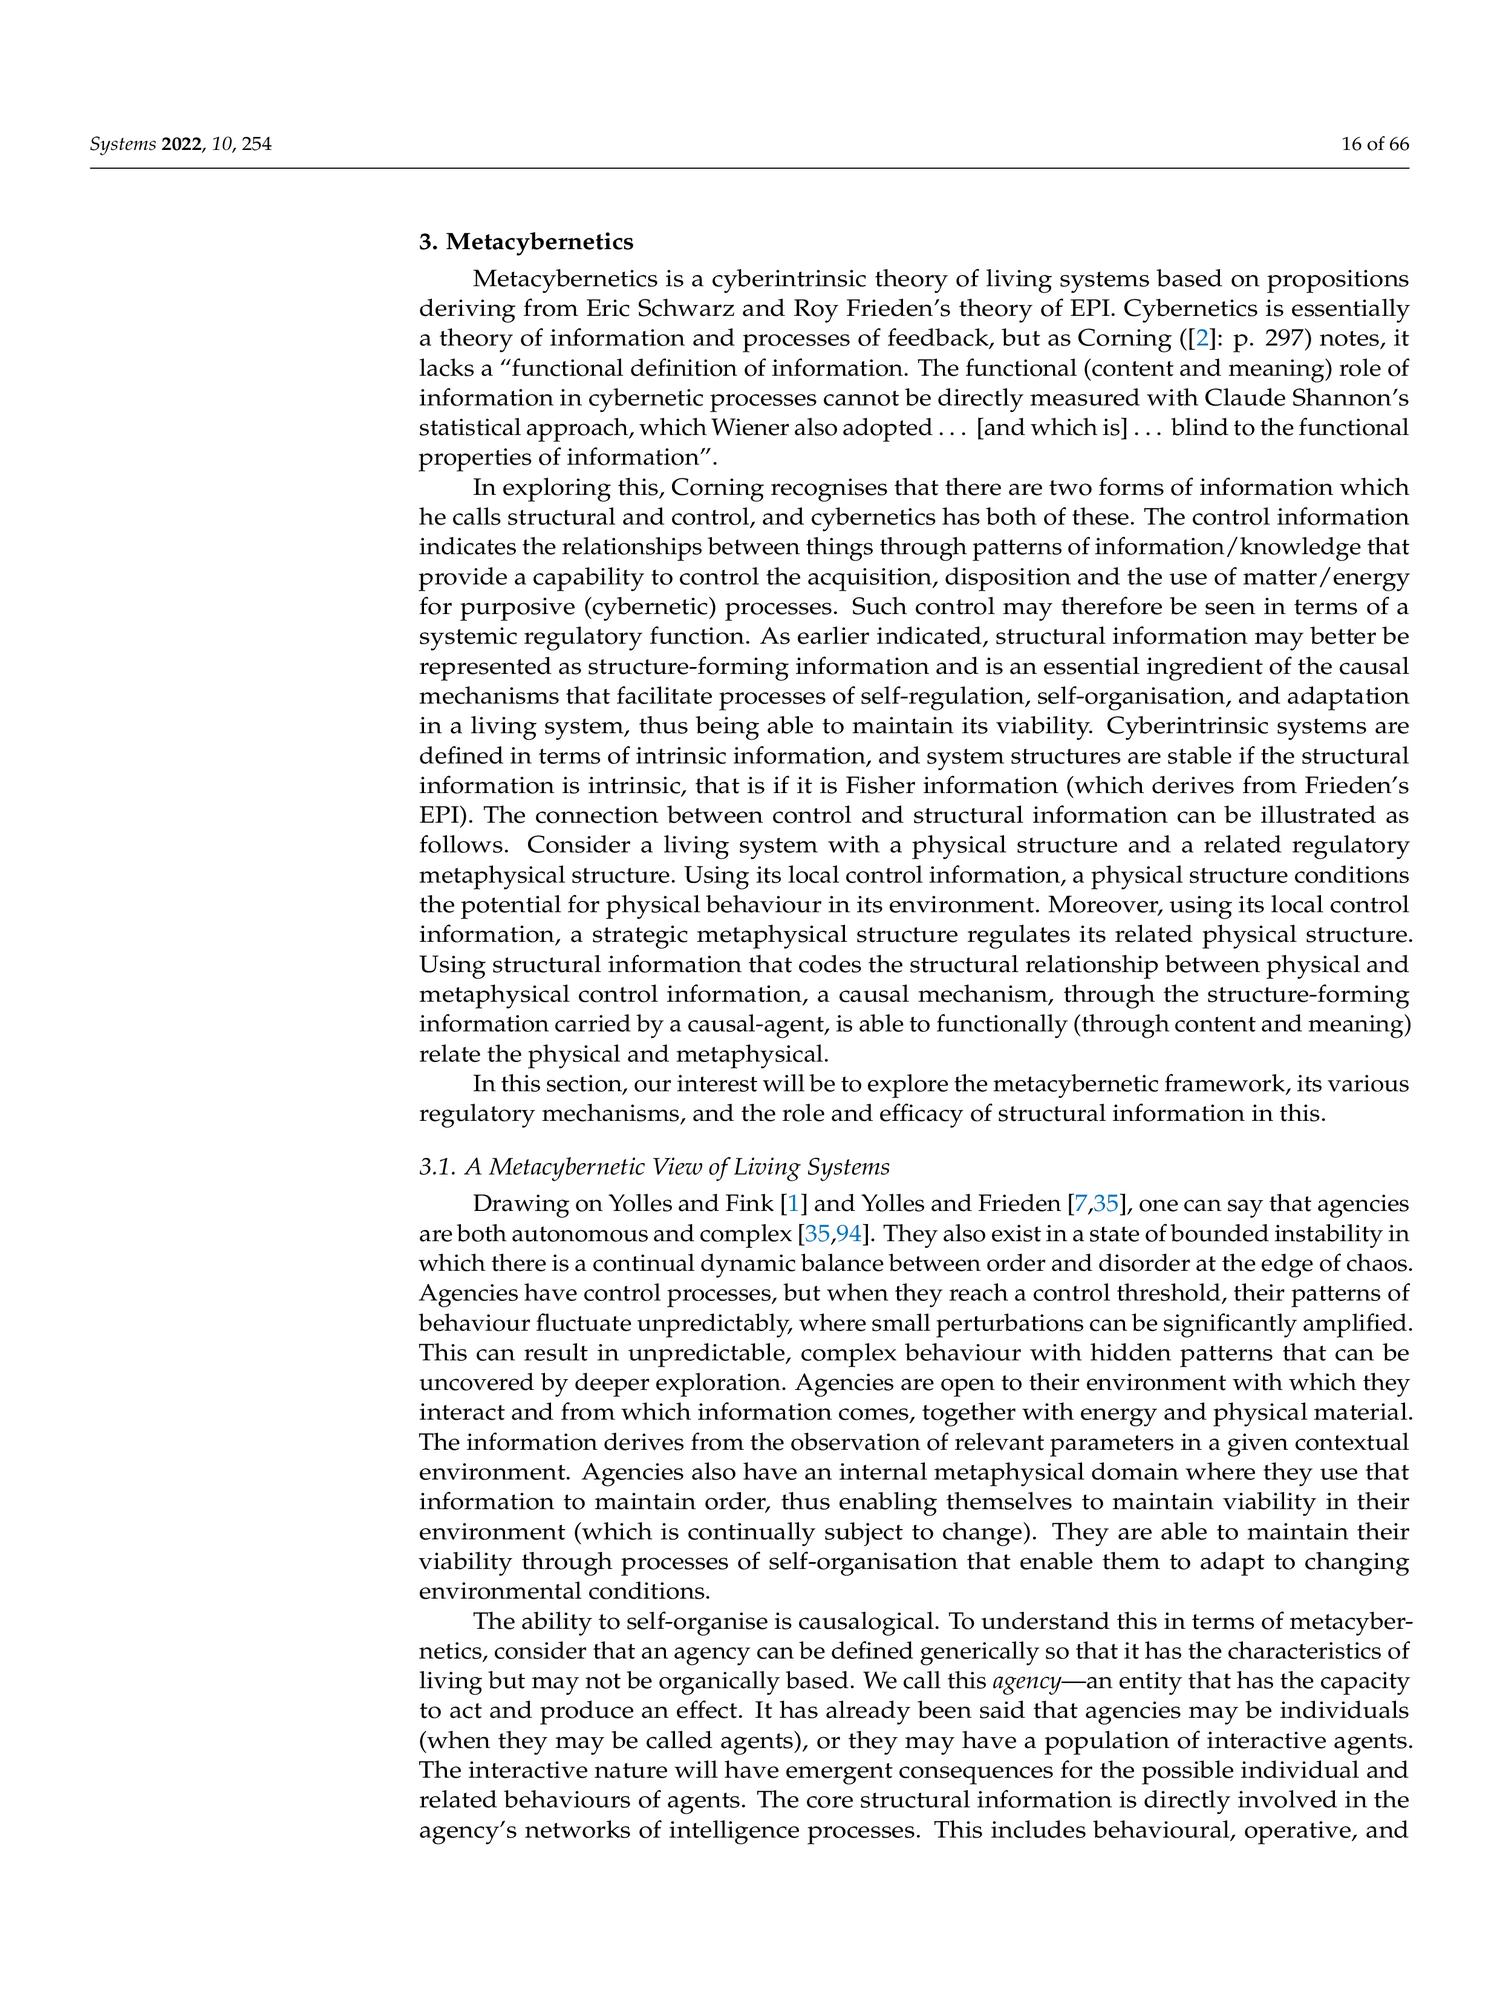 Systems 2022, 10, 254
16 of 66
3. Metacybernetics
Metacybernetics is a cyberintrinsic theory of living systems based on propositions
deriving from Eric Schwarz and Roy Frieden’s theory of EPI. Cybernetics is essentially
a theory of information and processes of feedback, but as Corning ([2]: p. 297) notes, it
lacks a “functional definition of information. The functional (content and meaning) role of
information in cybernetic processes cannot be directly measured with Claude Shannon’s
statistical approach, which Wiener also adopted . . . [and which is] . . . blind to the functional
properties of information”.
In exploring this, Corning recognises that there are two forms of information which
he calls structural and control, and cybernetics has both of these. The control information
indicates the relationships between things through patterns of information/knowledge that
provide a capability to control the acquisition, disposition and the use of matter/energy
for purposive (cybernetic) processes. Such control may therefore be seen in terms of a
systemic regulatory function. As earlier indicated, structural information may better be
represented as structure-forming information and is an essential ingredient of the causal
mechanisms that facilitate processes of self-regulation, self-organisation, and adaptation
in a living system, thus being able to maintain its viability. Cyberintrinsic systems are
defined in terms of intrinsic information, and system structures are stable if the structural
information is intrinsic, that is if it is Fisher information (which derives from Frieden’s
EPI). The connection between control and structural information can be illustrated as
follows. Consider a living system with a physical structure and a related regulatory
metaphysical structure. Using its local control information, a physical structure conditions
the potential for physical behaviour in its environment. Moreover, using its local control
information, a strategic metaphysical structure regulates its related physical structure.
Using structural information that codes the structural relationship between physical and
metaphysical control information, a causal mechanism, through the structure-forming
information carried by a causal-agent, is able to functionally (through content and meaning)
relate the physical and metaphysical.
In this section, our interest will be to explore the metacybernetic framework, its various
regulatory mechanisms, and the role and efficacy of structural information in this.
3.1. A Metacybernetic View of Living Systems
Drawing on Yolles and Fink [1] and Yolles and Frieden [7,35], one can say that agencies
are both autonomous and complex [35,94]. They also exist in a state of bounded instability in
which there is a continual dynamic balance between order and disorder at the edge of chaos.
Agencies have control processes, but when they reach a control threshold, their patterns of
behaviour fluctuate unpredictably, where small perturbations can be significantly amplified.
This can result in unpredictable, complex behaviour with hidden patterns that can be
uncovered by deeper exploration. Agencies are open to their environment with which they
interact and from which information comes, together with energy and physical material.
The information derives from the observation of relevant parameters in a given contextual
environment. Agencies also have an internal metaphysical domain where they use that
information to maintain order, thus enabling themselves to maintain viability in their
environment (which is continually subject to change). They are able to maintain their
viability through processes of self-organisation that enable them to adapt to changing
environmental conditions.
The ability to self-organise is causalogical. To understand this in terms of metacyber-
netics, consider that an agency can be defined generically so that it has the characteristics of
living but may not be organically based. We call this agency—an entity that has the capacity
to act and produce an effect. It has already been said that agencies may be individuals
(when they may be called agents), or they may have a population of interactive agents.
The interactive nature will have emergent consequences for the possible individual and
related behaviours of agents. The core structural information is directly involved in the
agency’s networks of intelligence processes. This includes behavioural, operative, and